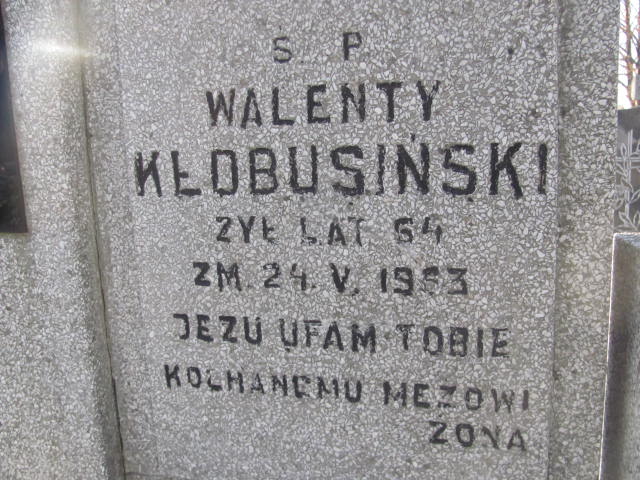 Ś P
WALENTY
KŁOBUSIŃSKI
ŻYŁ LAT 64
ZM. 24. V. 1963
JEZU UFAM TOBIE
KOCHANEMU MĘŻOWI
ŻONA